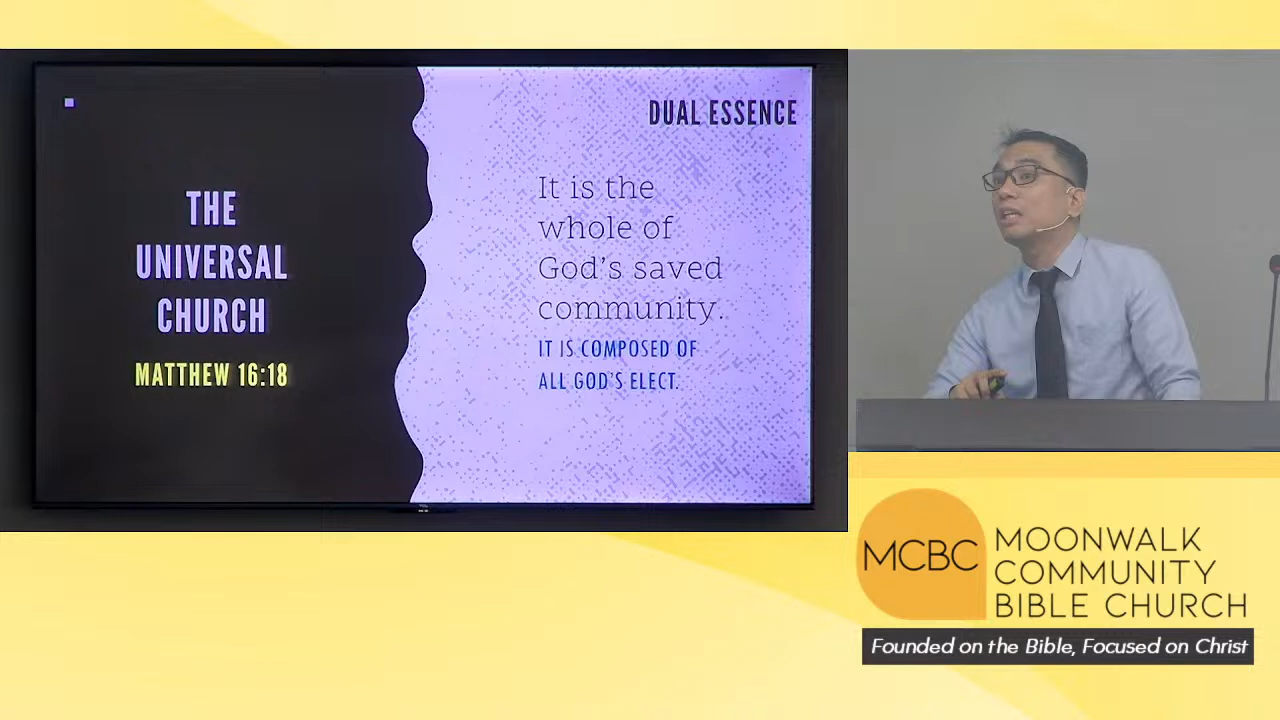 DUAL ESSENCE
THE
UNIVERSAL
CHURCH
MATTHEW 16:18
It is the
whole of
God's saved
community.
IT IS COMPOSED OF
ALL GOD'S ELECT.
MCBC
MOONWALK
COMMUNITY
BIBLE CHURCH
Founded on the Bible, Focused on Christ